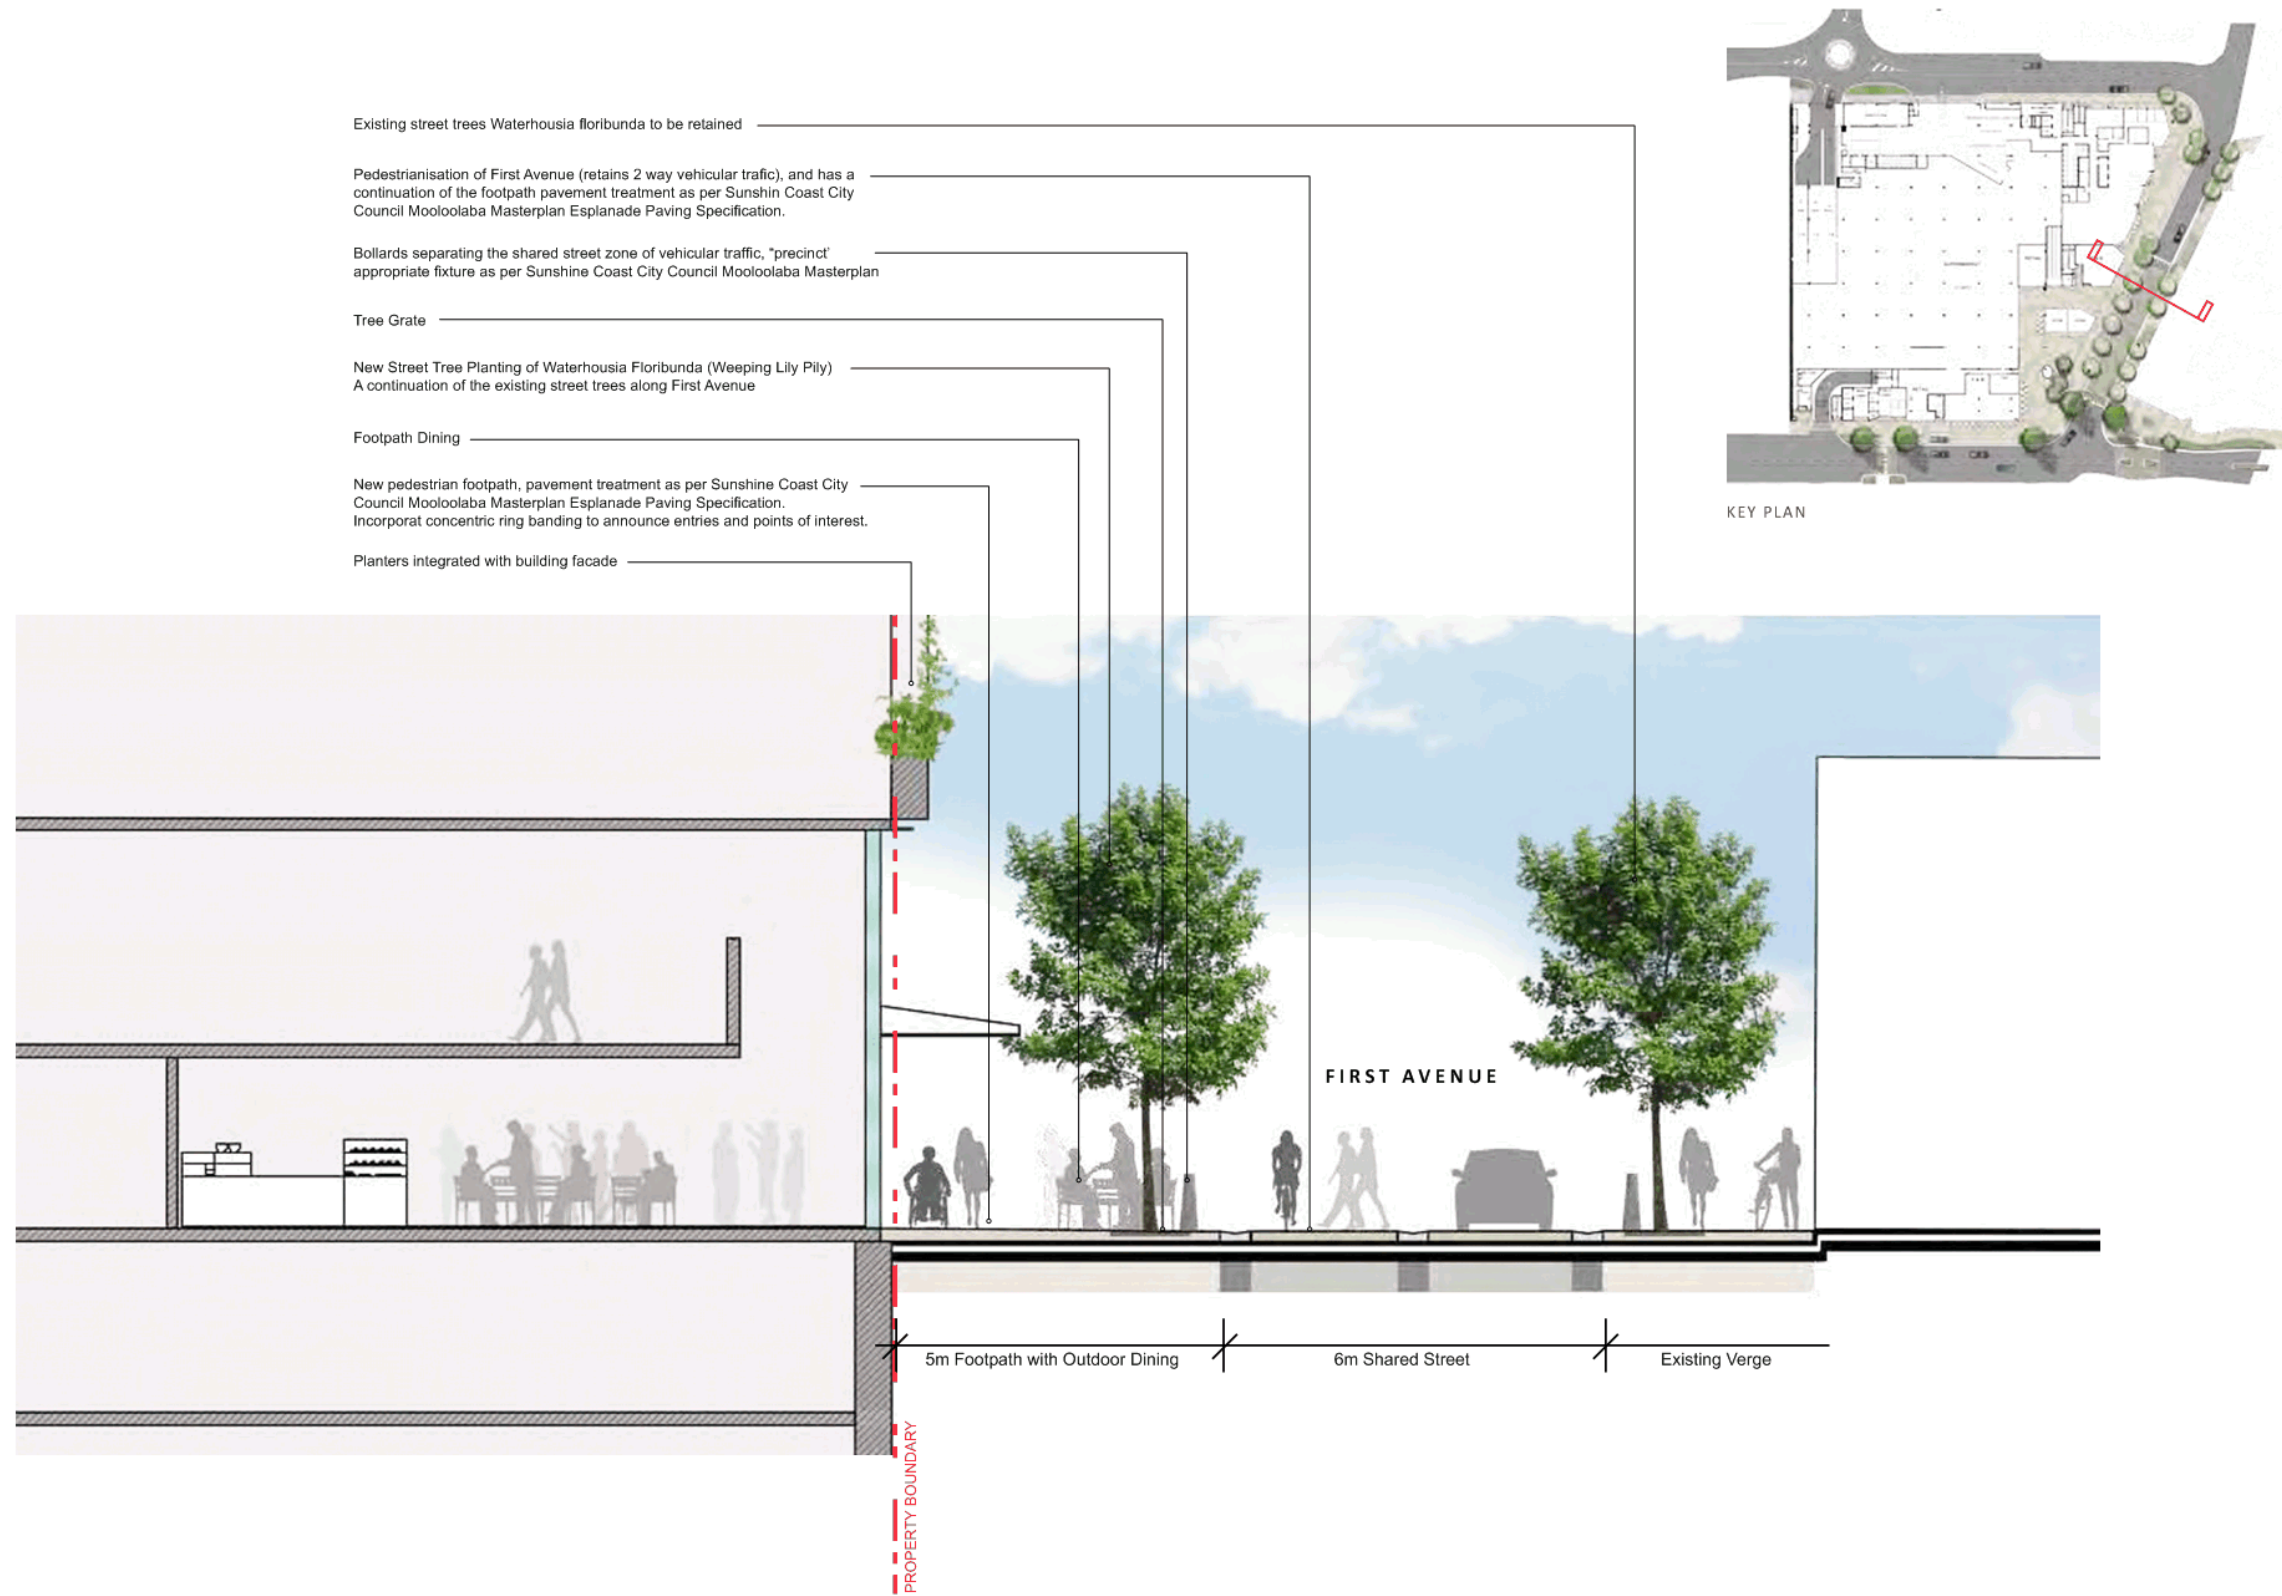 Existing street trees Waterhousia floribunda to be retained
Pedestrianisation of First Avenue (retains 2 way vehicular trafic), and has a
continuation of the footpath pavement treatment as per Sunshin Coast City
Council Mooloolaba Masterplan Esplanade Paving Specification.
Bollards separating the shared street zone of vehicular traffic, "precinct'
appropriate fixture as per Sunshine Coast City Council Mooloolaba Masterplan
Tree Grate
New Street Tree Planting of Waterhousia Floribunda (Weeping Lily Pily)
A continuation of the existing street trees along First Avenue
Footpath Dining
New pedestrian footpath, pavement treatment as per Sunshine Coast City
Council Mooloolaba Masterplan Esplanade Paving Specification.
Incorporat concentric ring banding to announce entries and points of interest.
Planters integrated with building facade
KEY PLAN
FIRST AVENUE
5m Footpath with Outdoor Dining
6m Shared Street
Existing Verge
PROPERTY BOUNDARY